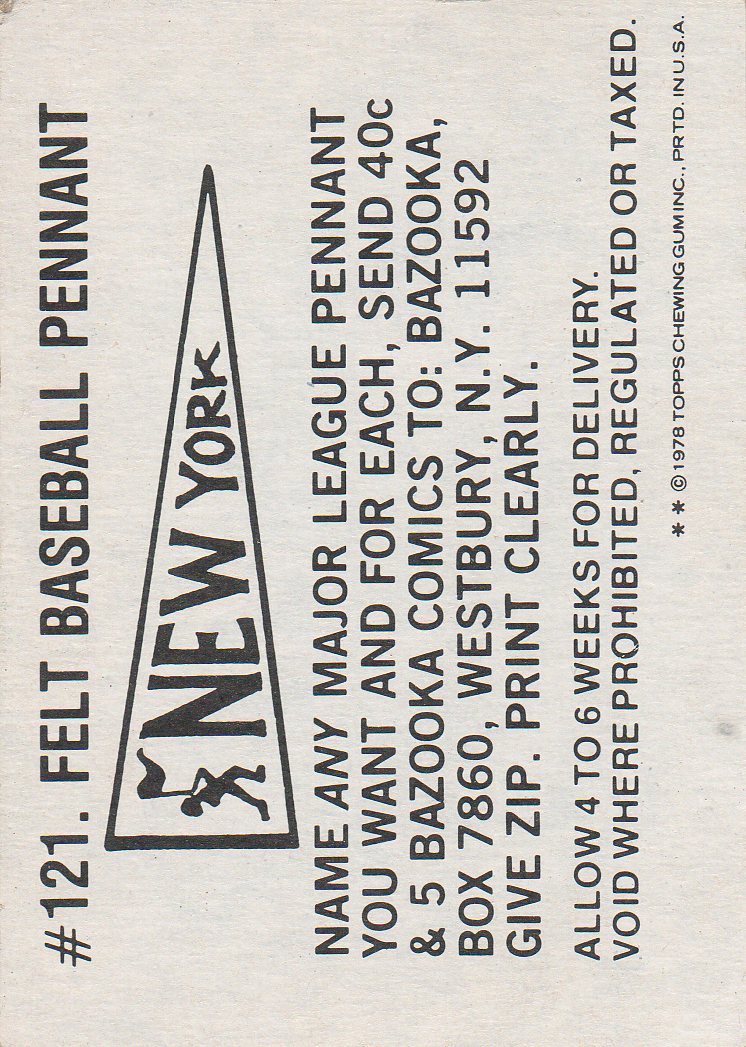 #121. FELT BASEBALL PENNANT
NEW YORK
NAME ANY MAJOR LEAGUE PENNANT
YOU WANT AND FOR EACH, SEND 40c
& 5 BAZOOKA COMICS TO: BAZOOKA,
BOX 7860, WESTBURY, N.Y. 11592
GIVE ZIP. PRINT CLEARLY.
ALLOW 4 TO 6 WEEKS FOR DELIVERY.
VOID WHERE PROHIBITED, REGULATED OR TAXED.
* * © 1978 TOPPS CHEWING GUM INC., PRTD. IN U.S.A.